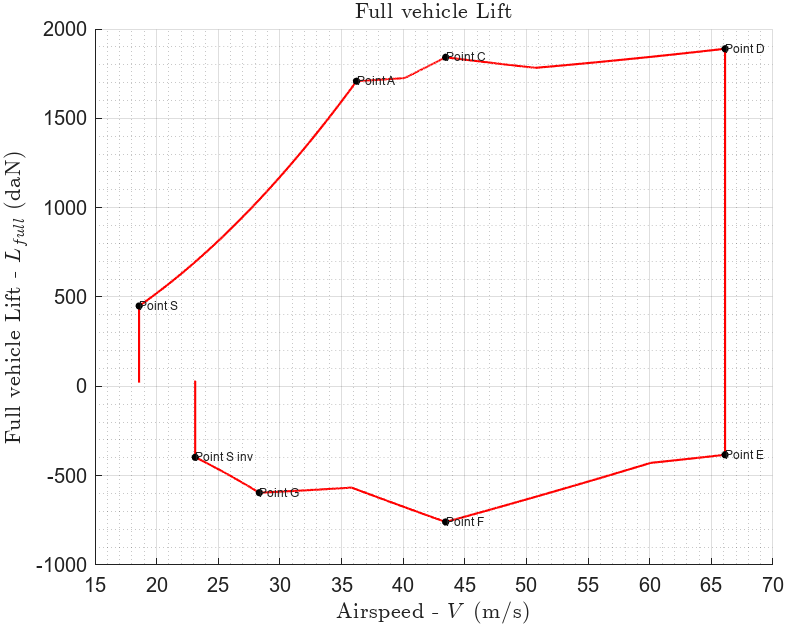 Full vehicle Lift
2000
1500
1000
500
0
-500
-1000
Full vehicle Lift - L_full (daN)
Point S
Point A
Point C
Point D
Point S inv
Point G
Point F
Point E
15 20 25 30 35 40 45 50 55 60 65 70
Airspeed - V (m/s)